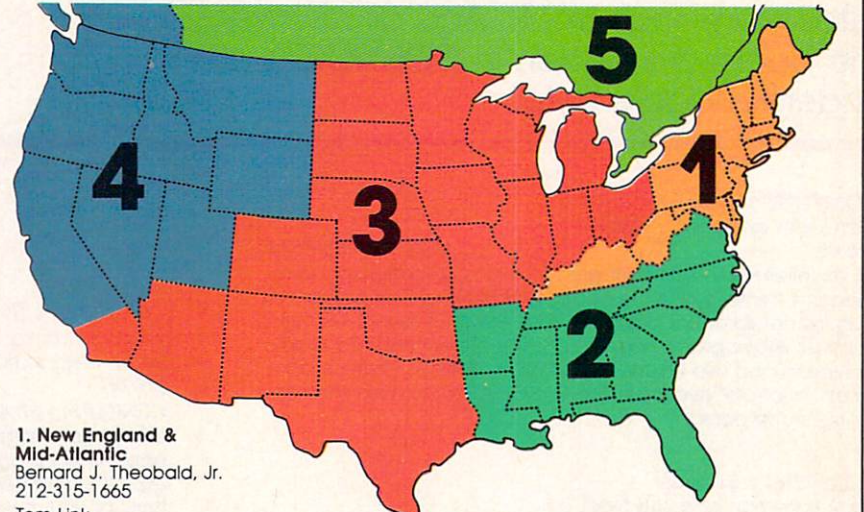 5
1
4
3
2
1. New England &
Mid-Atlantic
Bernard J. Theobald, Jr.
212-315-1665